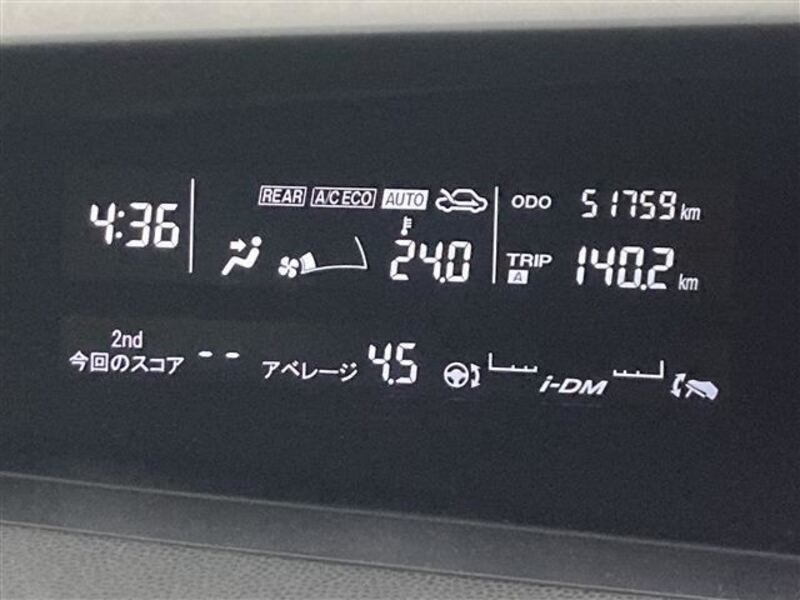 4:36
REAR A/C ECO AUTO
24.0
ODO 51759 km
TRIP A 140.2 km
2nd
今回のスコア -- アベレージ 4.5 i-DM